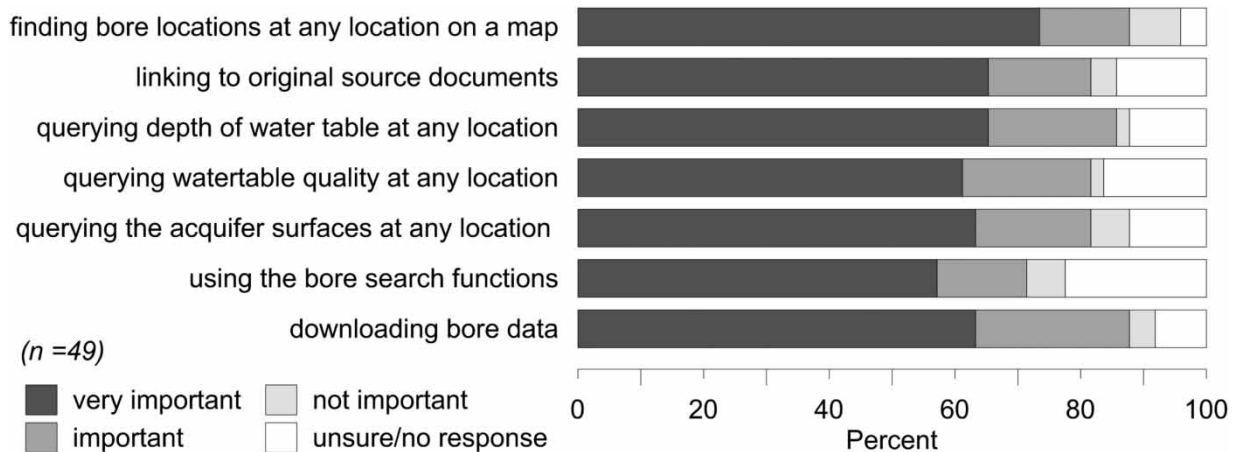 finding bore locations at any location on a map
linking to original source documents
querying depth of water table at any location
querying watertable quality at any location
querying the acquifer surfaces at any location
using the bore search functions
downloading bore data
(n =49)
very important
not important
important
unsure/no response
0 20 40 60 80 100
Percent